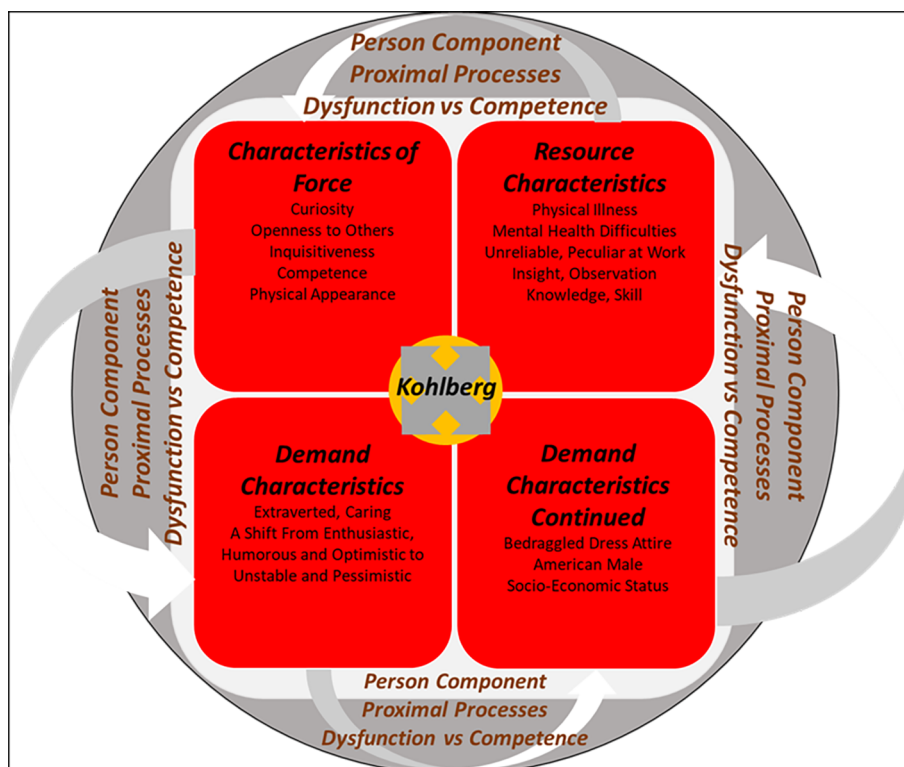 Person Component
Proximal Processes
Dysfunction vs Competence
Characteristics of
Force
Curiosity
Openness to Others
Inquisitiveness
Competence
Physical Appearance
Resource
Characteristics
Physical Illness
Mental Health Difficulties
Unreliable, Peculiar at Work
Insight, Observation
Knowledge, Skill
Person Component
Proximal Processes
Dysfunction vs Competence
Person Component
Proximal Processes
Dysfunction vs Competence
Kohlberg
Demand
Characteristics
Extraverted, Caring
A Shift From Enthusiastic,
Humorous and Optimistic to
Unstable and Pessimistic
Demand
Characteristics
Continued
Bedraggled Dress Attire
American Male
Socio-Economic Status
Person Component
Proximal Processes
Dysfunction vs Competence